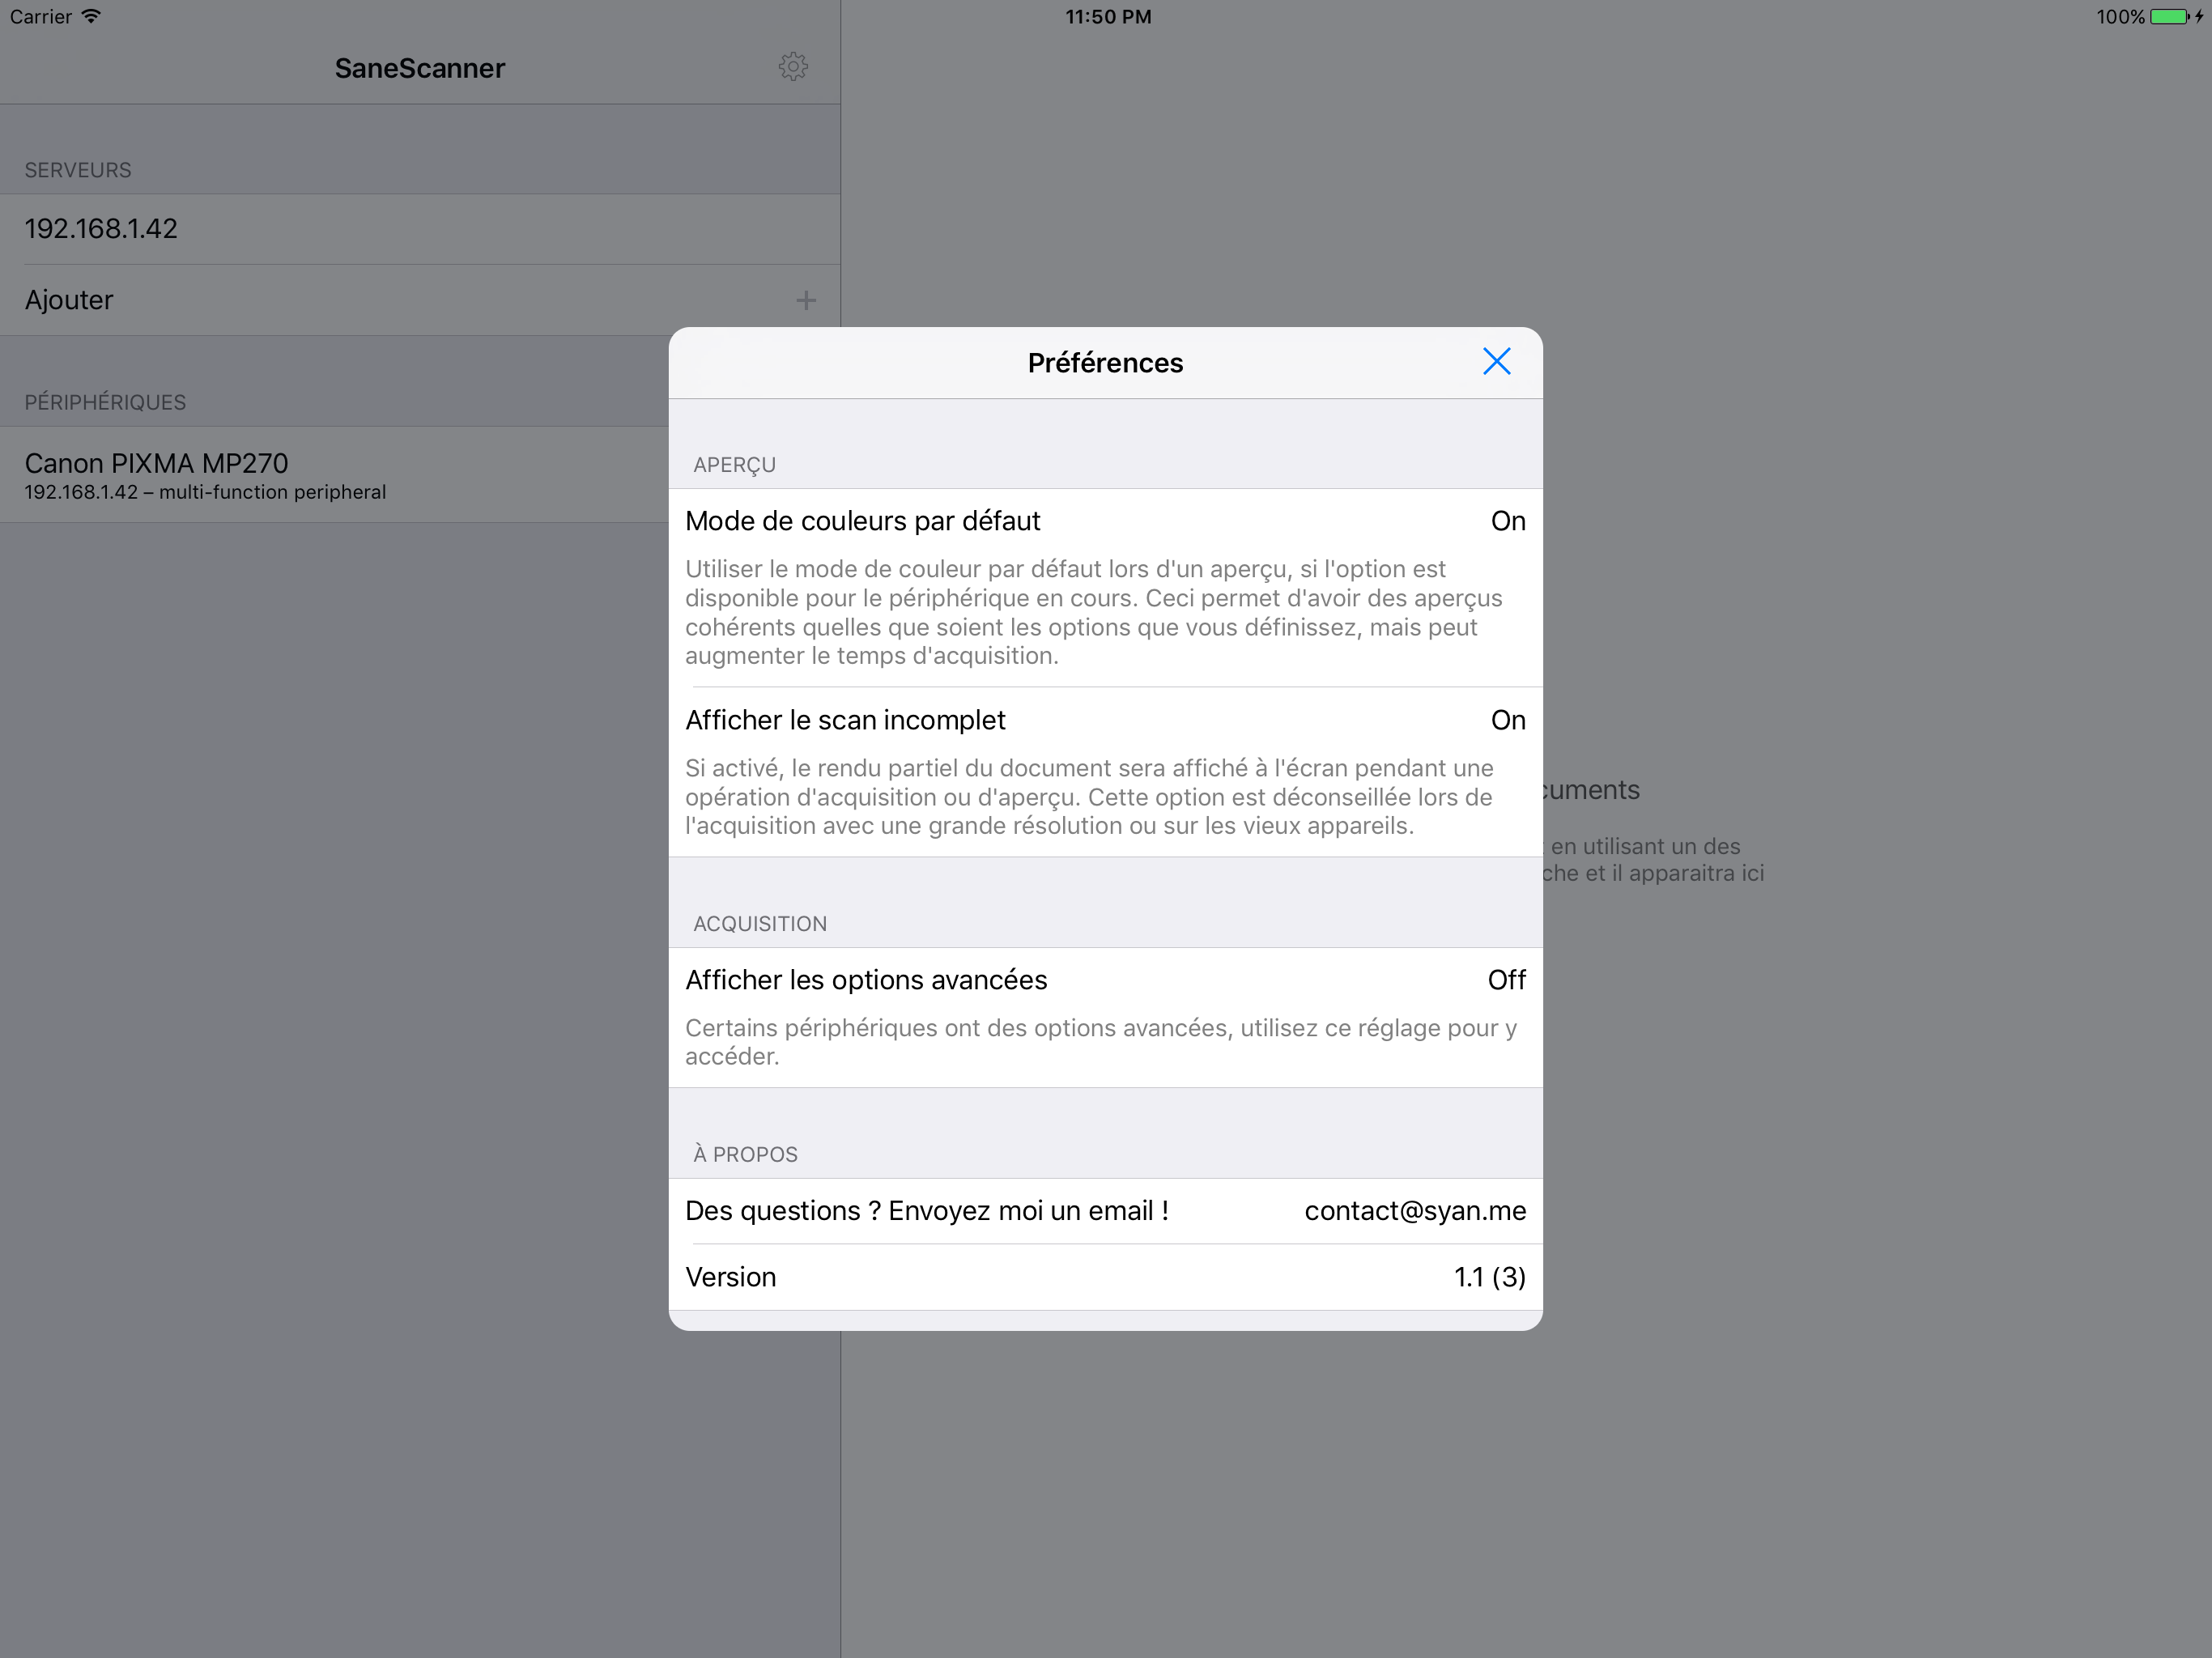 Carrier
11:50 PM
100%
SaneScanner
SERVEURS
192.168.1.42
Ajouter
PÉRIPHÉRIQUES
Canon PIXMA MP270
192.168.1.42 – multi-function peripheral
Préférences
APERÇU
Mode de couleurs par défaut On
Utiliser le mode de couleur par défaut lors d'un aperçu, si l'option est
disponible pour le périphérique en cours. Ceci permet d'avoir des aperçus
cohérents quelles que soient les options que vous définissez, mais peut
augmenter le temps d'acquisition.
Afficher le scan incomplet On
Si activé, le rendu partiel du document sera affiché à l'écran pendant une
opération d'acquisition ou d'aperçu. Cette option est déconseillée lors de
l'acquisition avec une grande résolution ou sur les vieux appareils.
ACQUISITION
Afficher les options avancées Off
Certains périphériques ont des options avancées, utilisez ce réglage pour y
accéder.
À PROPOS
Des questions ? Envoyez moi un email ! contact@syan.me
Version 1.1 (3)
cuments
en utilisant un des
che et il apparaitra ici